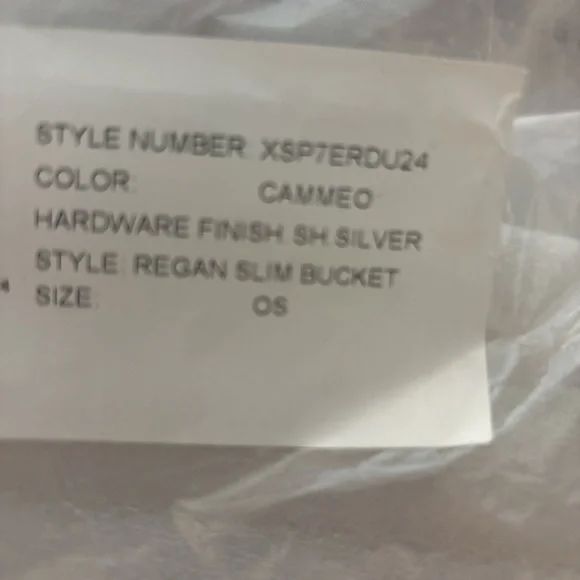 STYLE NUMBER: XSP7ERDU24
COLOR: CAMMEO
HARDWARE FINISH: SH.SILVER
STYLE: REGAN SLIM BUCKET
SIZE: OS